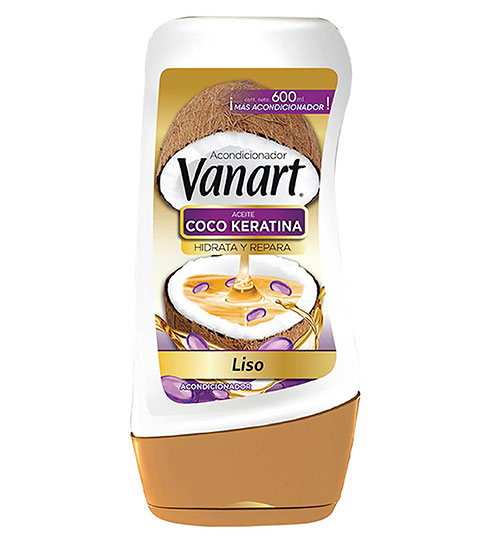 cont. neto 600 ml
¡MÁS ACONDICIONADOR!
Acondicionador
Vanart®
ACEITE
COCO KERATINA
HIDRATA Y REPARA
Liso
ACONDICIONADOR